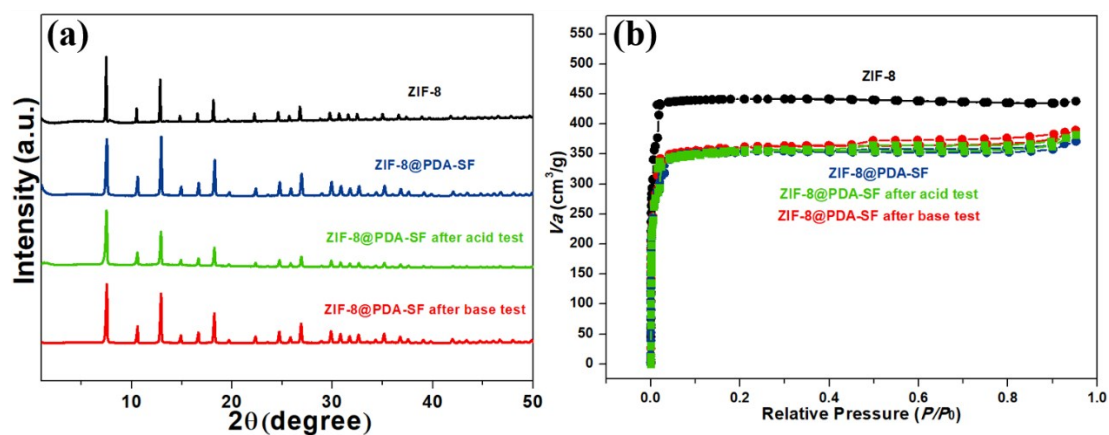 (a)
Intensity (a.u.)
ZIF-8
ZIF-8@PDA-SF
ZIF-8@PDA-SF after acid test
ZIF-8@PDA-SF after base test
10
20
30
40
50
2θ (degree)
(b)
Va (cm³/g)
550
500
450
400
350
300
250
200
150
100
50
0
ZIF-8
ZIF-8@PDA-SF
ZIF-8@PDA-SF after acid test
ZIF-8@PDA-SF after base test
0.0
0.2
0.4
0.6
0.8
1.0
Relative Pressure (P/P0)